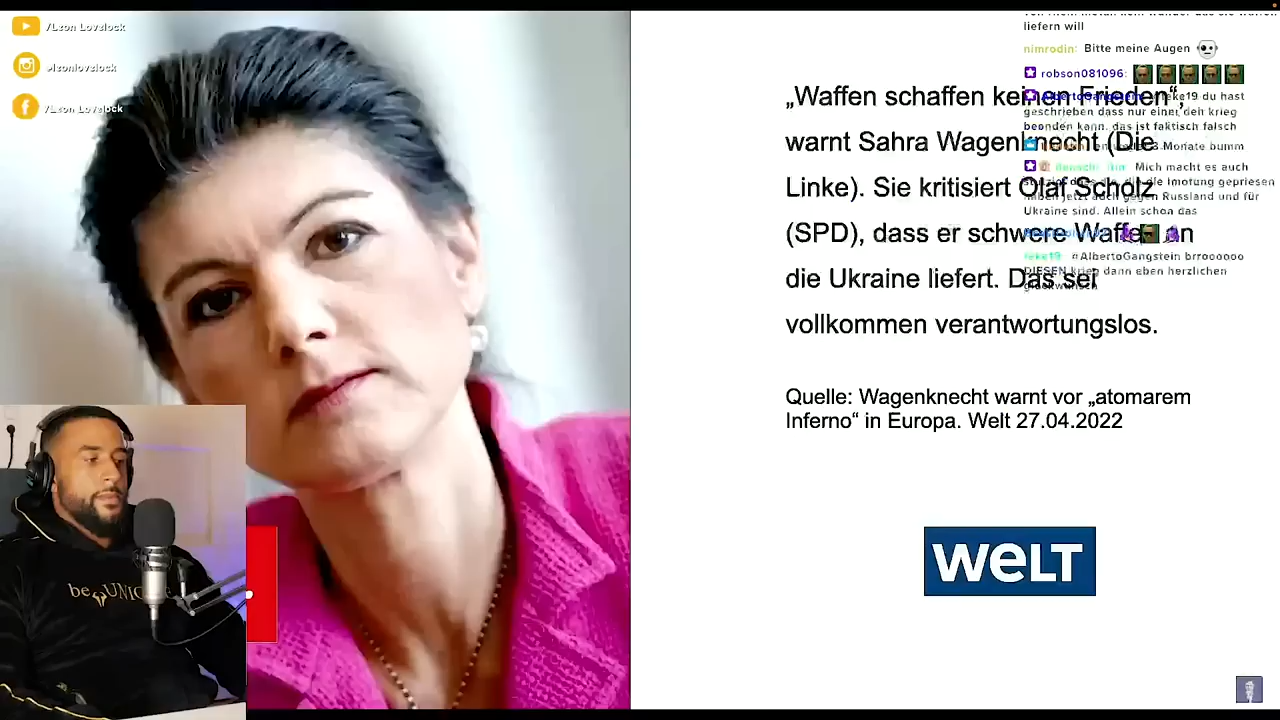 /Leon Lovelock
.leonlovelock
/Leon Lovelock
be UNIQUE
liefern will
nimrodin: Bitte meine Augen
robson081096:
„Waffen schaffen keinen Frieden“,
warnt Sahra Wagenknecht (Die
Linke). Sie kritisiert Olaf Scholz
(SPD), dass er schwere Waffen an
die Ukraine liefert. Das sei
vollkommen verantwortungslos.
du hast
geschrieben dass nur einer den krieg
beenden kann. das ist faktisch falsch
3 Monate bumm
Mich macht es auch
gepriesen
haben jetzt auch gegen Russland und für
Ukraine sind. Allein schon das
#AlbertoGangstein brroooooo
DIESEN krieg dann eben herzlichen
glückwunsch
Quelle: Wagenknecht warnt vor „atomarem
Inferno“ in Europa. Welt 27.04.2022
WELT